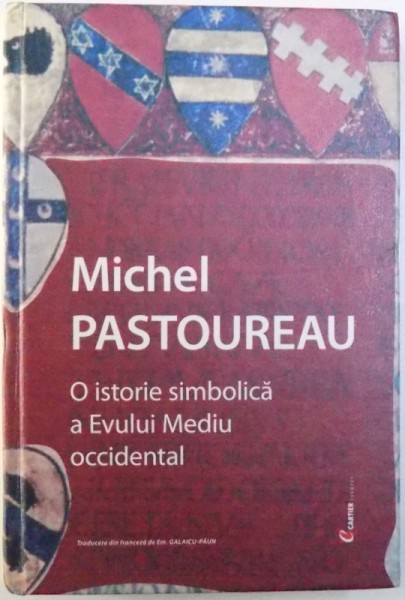 Michel
PASTOUREAU
O istorie simbolică
a Evului Mediu
occidental
Traducere din franceză de Em. GALAICU-PĂUN
CARTIER